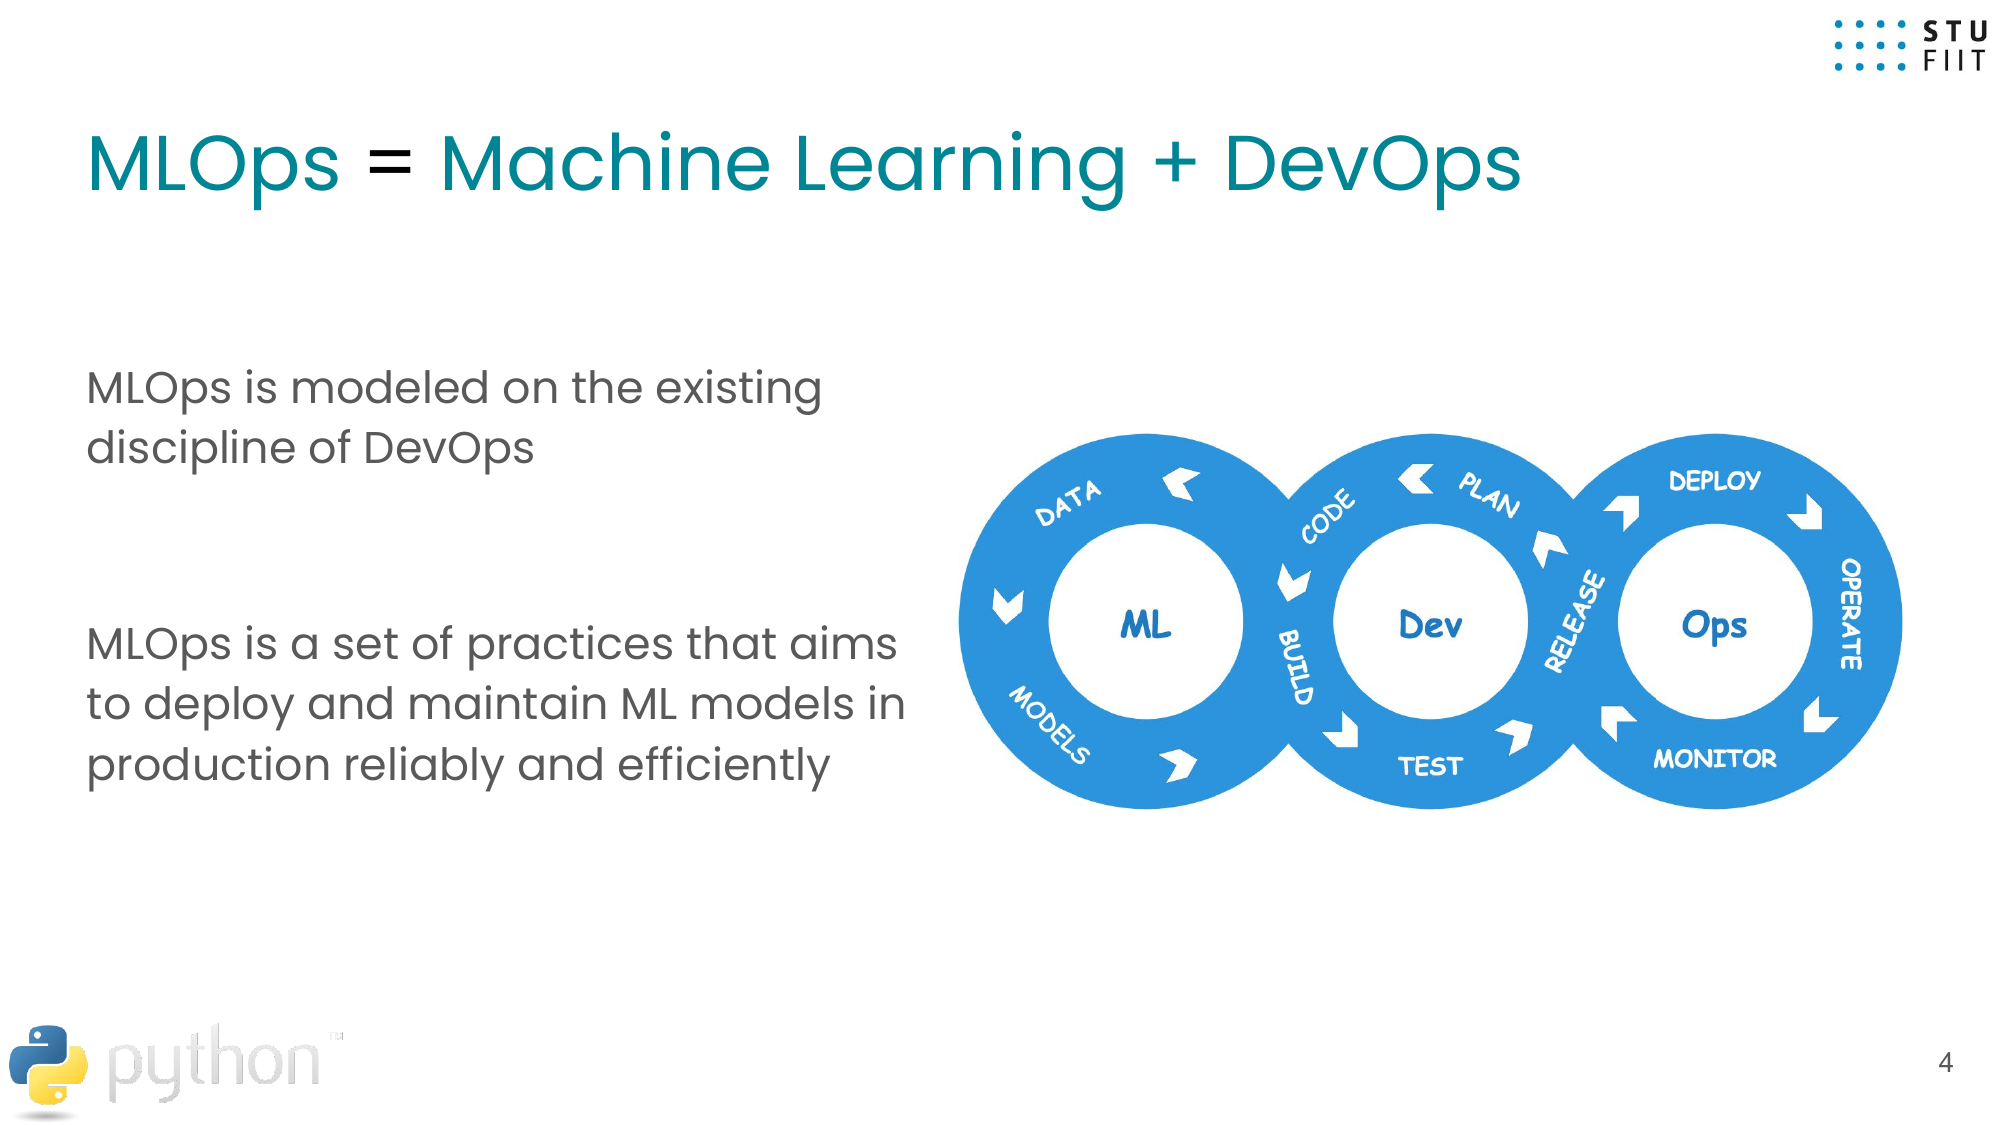 STU
FIIT
MLOps = Machine Learning + DevOps
MLOps is modeled on the existing
discipline of DevOps
MLOps is a set of practices that aims
to deploy and maintain ML models in
production reliably and efficiently
DATA
MODELS
ML
CODE
PLAN
BUILD
TEST
RELEASE
Dev
DEPLOY
OPERATE
MONITOR
Ops
python™
4